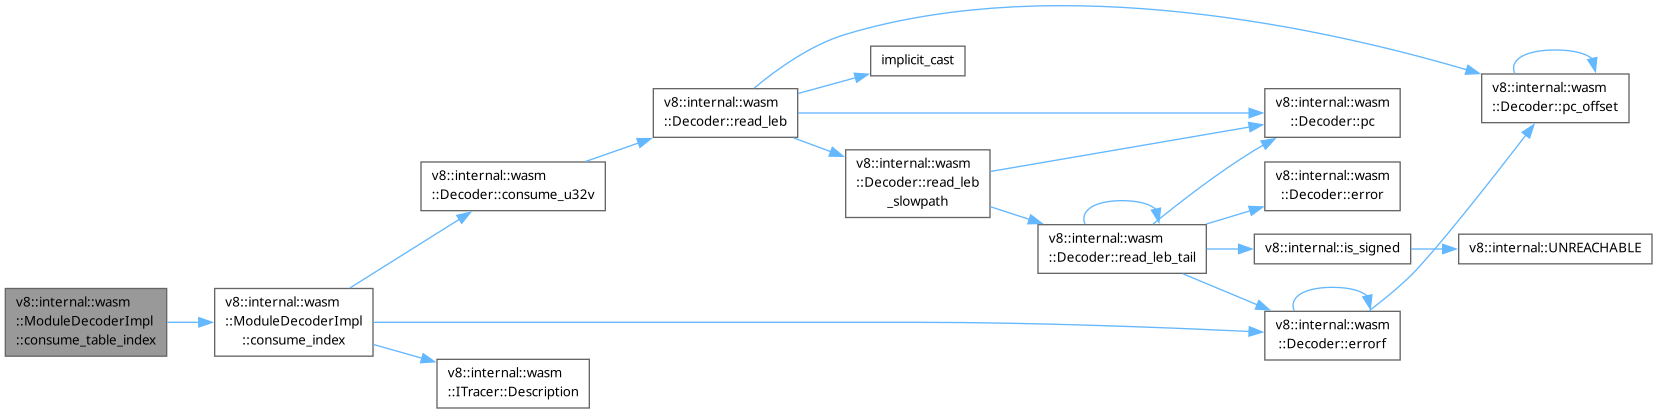 v8::internal::wasm
::ModuleDecoderImpl
::consume_table_index
v8::internal::wasm
::ModuleDecoderImpl
::consume_index
v8::internal::wasm
::Decoder::consume_u32v
v8::internal::wasm
::ITracer::Description
v8::internal::wasm
::Decoder::read_leb
implicit_cast
v8::internal::wasm
::Decoder::read_leb
_slowpath
v8::internal::wasm
::Decoder::read_leb_tail
v8::internal::wasm
::Decoder::pc
v8::internal::wasm
::Decoder::error
v8::internal::is_signed
v8::internal::wasm
::Decoder::errorf
v8::internal::wasm
::Decoder::pc_offset
v8::internal::UNREACHABLE